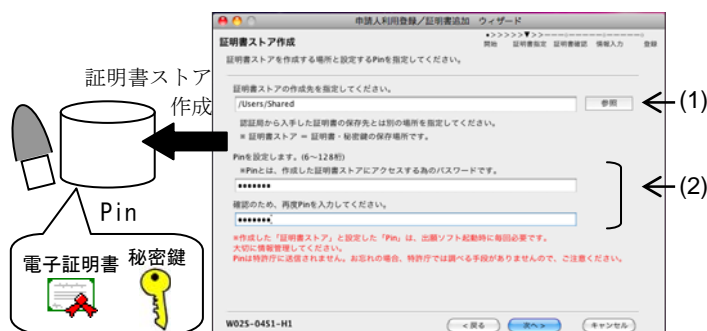 申請人利用登録／証明書追加 ウィザード
証明書ストア作成
•>>>>>▼>>
開始 証明書指定 証明書確認 情報入力 登録
証明書ストアを作成する場所と設定するPinを指定してください。
証明書ストアの作成先を指定してください。
/Users/Shared
参照
(1)
認証局から入手した証明書の保存先とは別の場所を指定してください。
※ 証明書ストア ＝ 証明書・秘密鍵の保存場所です。
Pinを設定します。(6〜128桁)
※Pinとは、作成した証明書ストアにアクセスする為のパスワードです。
•••••••
(2)
確認のため、再度Pinを入力してください。
•••••••
※作成した「証明書ストア」と設定した「Pin」は、出願ソフト起動時に毎回必要です。
大切に情報管理してください。
Pinは特許庁に送信されません。お忘れの場合、特許庁では調べる手段がありませんので、ご注意ください。
W02S-0451-H1
＜戻る
次へ＞
キャンセル
証明書ストア
作成
Pin
電子証明書
秘密鍵